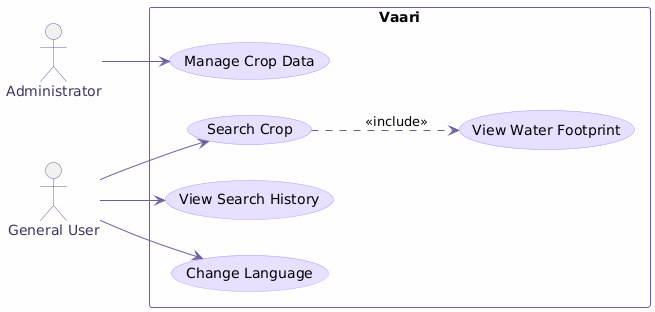 Vaari
Manage Crop Data
Administrator
Search Crop
«include»
View Water Footprint
View Search History
General User
Change Language